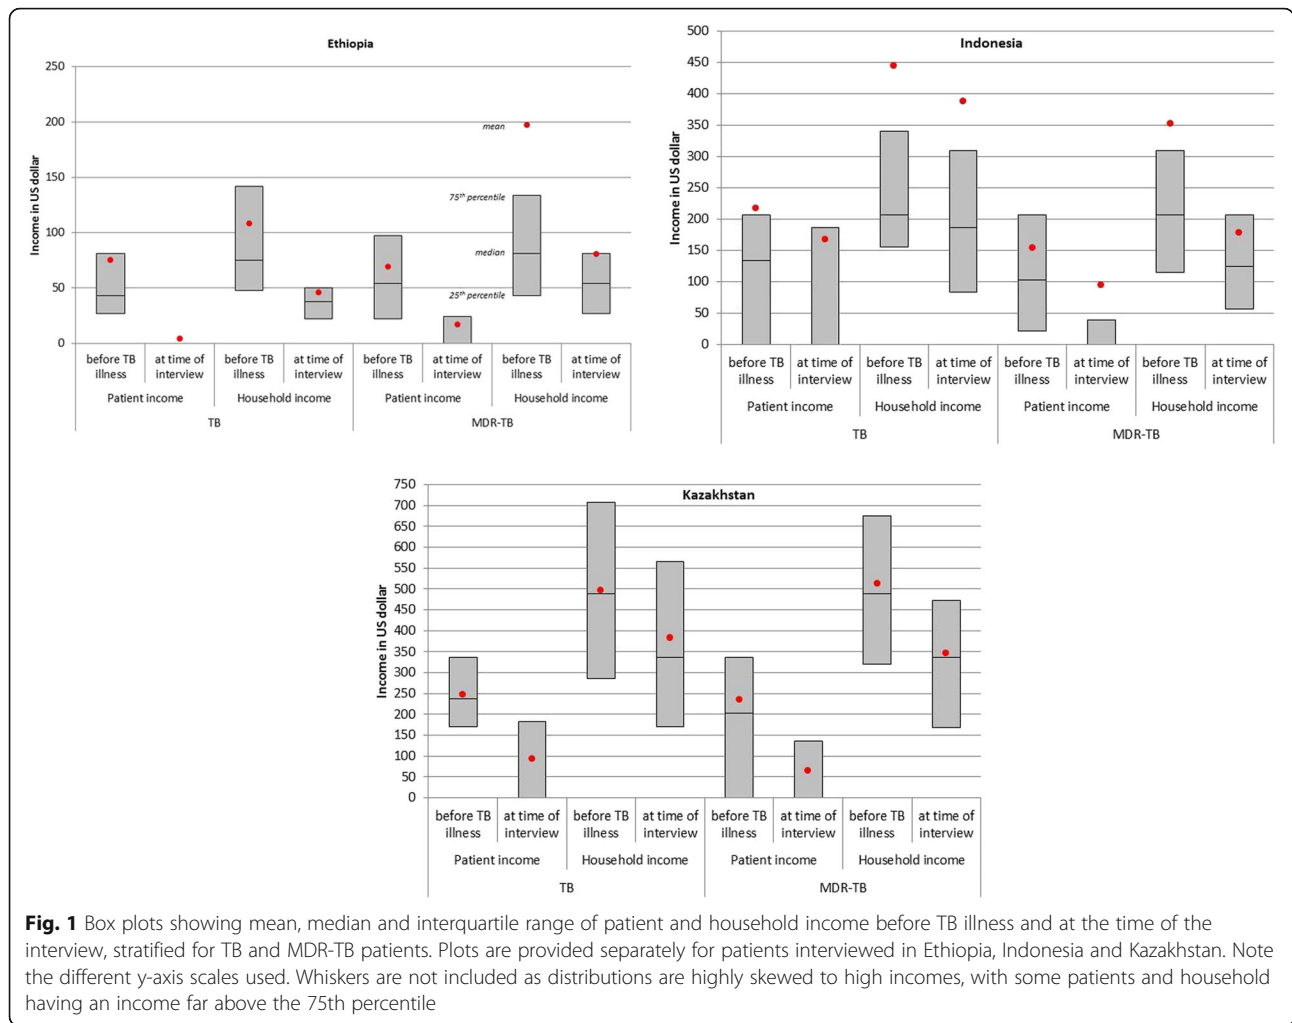 Ethiopia
250
200
150
100
50
0
Income in US dollar
mean
75th percentile
median
25th percentile
before TB illness
at time of interview
before TB illness
at time of interview
before TB illness
at time of interview
before TB illness
at time of interview
Patient income
Household income
Patient income
Household income
TB
MDR-TB
Indonesia
500
450
400
350
300
250
200
150
100
50
0
Income in US dollar
before TB illness
at time of interview
before TB illness
at time of interview
before TB illness
at time of interview
before TB illness
at time of interview
Patient income
Household income
Patient income
Household income
TB
MDR-TB
Kazakhstan
750
700
650
600
550
500
450
400
350
300
250
200
150
100
50
0
Income in US dollar
before TB illness
at time of interview
before TB illness
at time of interview
before TB illness
at time of interview
before TB illness
at time of interview
Patient income
Household income
Patient income
Household income
TB
MDR-TB
Fig. 1 Box plots showing mean, median and interquartile range of patient and household income before TB illness and at the time of the
interview, stratified for TB and MDR-TB patients. Plots are provided separately for patients interviewed in Ethiopia, Indonesia and Kazakhstan. Note
the different y-axis scales used. Whiskers are not included as distributions are highly skewed to high incomes, with some patients and household
having an income far above the 75th percentile